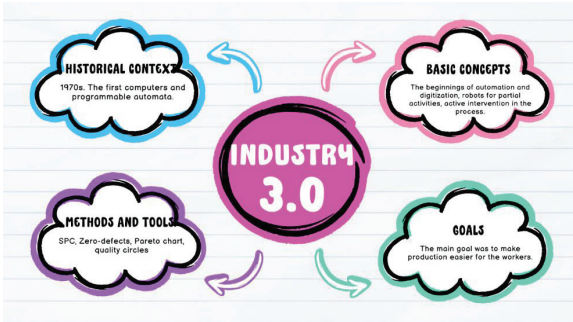 HISTORICAL CONTEXT
1970s. The first computers and
programmable automata.
BASIC CONCEPTS
The beginnings of automation and
digitization, robots for partial
activities, active intervention in the
process.
INDUSTRY
3.0
METHODS AND TOOLS
SPC, Zero-defects, Pareto chart,
quality circles
GOALS
The main goal was to make
production easier for the workers.